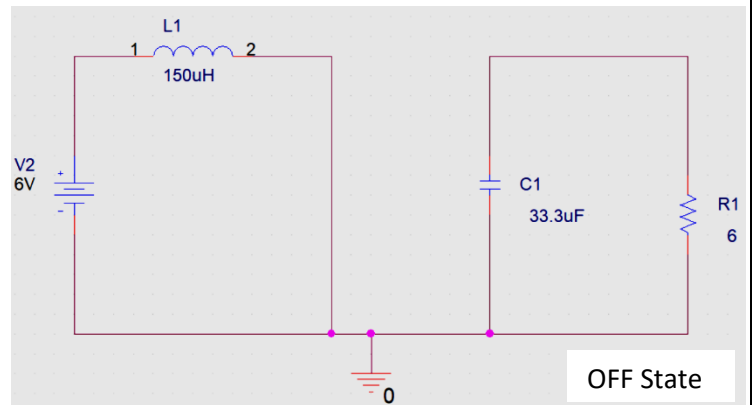 L1
1 2
150uH
V2
6V
+
-
C1
33.3uF
R1
6
0
OFF State